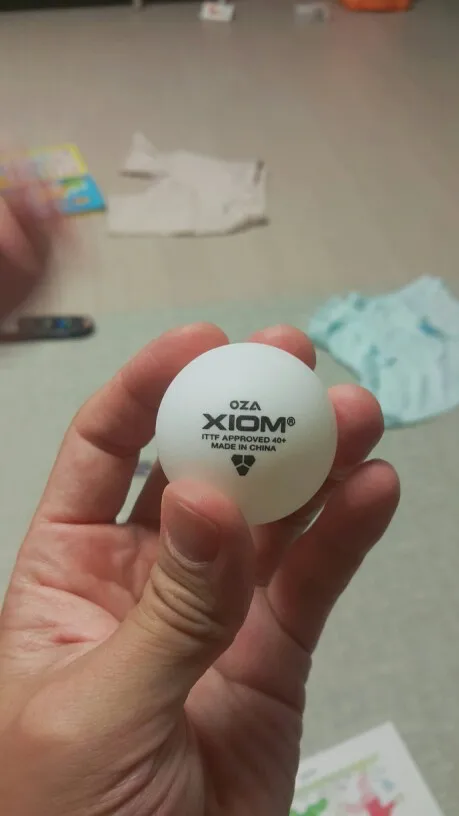 OZA
XIOM®
ITTF APPROVED 40+
MADE IN CHINA